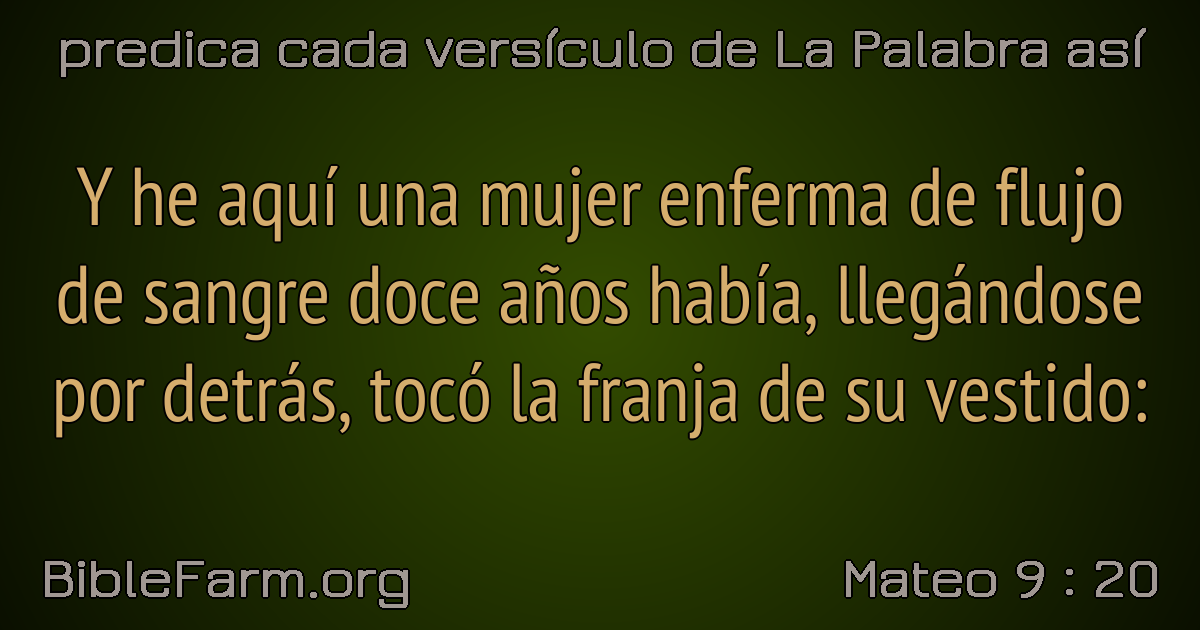 predica cada versículo de La Palabra así
Y he aquí una mujer enferma de flujo
de sangre doce años había, llegándose
por detrás, tocó la franja de su vestido:
BibleFarm.org
Mateo 9 : 20